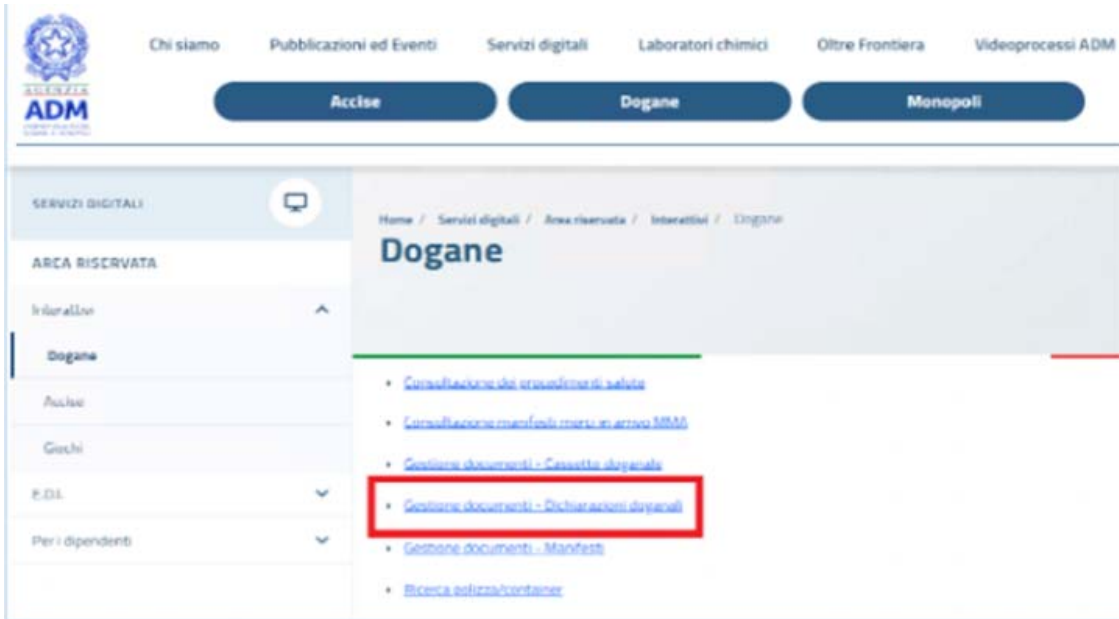 Chi siamo Pubblicazioni ed Eventi Servizi digitali Laboratori chimici Oltre Frontiera Videoprocessi ADM
AGENZIA
ADM
Accise Dogane Monopoli
SERVIZI DIGITALI
Home / Servizi digitali / Area riservata / Interattivi / Dogane
Dogane
AREA RISERVATA
Interattivi
Dogane
Accise
Giochi
E.D.I.
Per i dipendenti
Consultazione dei procedimenti salute
Consultazione manifesti merci in arrivo MMA
Gestione documenti - Cassetto doganale
Gestione documenti - Dichiarazioni doganali
Gestione documenti - Manifesti
Ricerca polizza/container